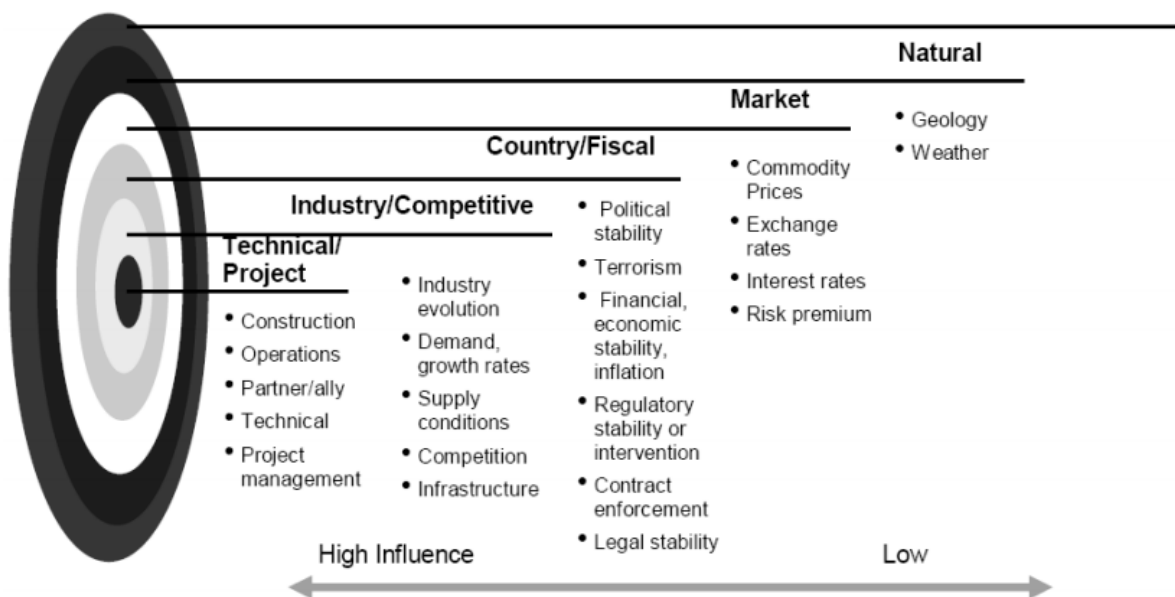 Natural
• Geology
• Weather
Market
• Commodity
Prices
• Exchange
rates
• Interest rates
• Risk premium
Country/Fiscal
• Political
stability
• Terrorism
• Financial,
economic
stability,
inflation
• Regulatory
stability or
intervention
• Contract
enforcement
• Legal stability
Industry/Competitive
• Industry
evolution
• Demand,
growth rates
• Supply
conditions
• Competition
• Infrastructure
Technical/
Project
• Construction
• Operations
• Partner/ally
• Technical
• Project
management
High Influence
Low